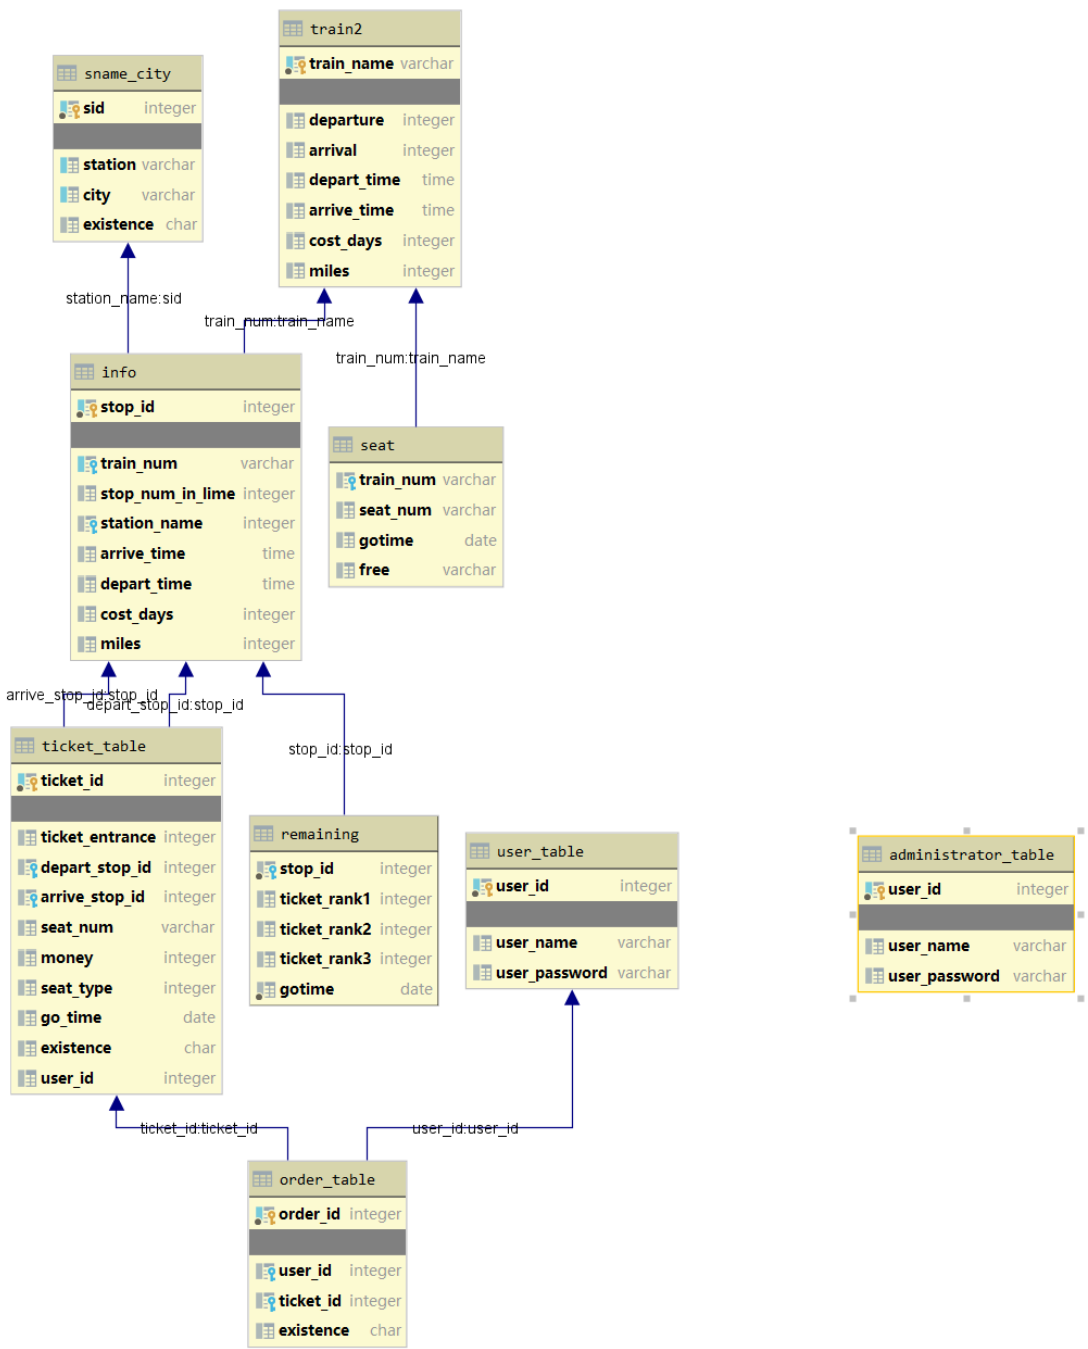 train2
train_name varchar
departure integer
arrival integer
depart_time time
arrive_time time
cost_days integer
miles integer
sname_city
sid integer
station varchar
city varchar
existence char
station_name:sid
train_num:train_name
train_num:train_name
info
stop_id integer
train_num varchar
stop_num_in_lime integer
station_name integer
arrive_time time
depart_time time
cost_days integer
miles integer
seat
train_num varchar
seat_num varchar
gotime date
free varchar
arrive_stop_id:stop_id
depart_stop_id:stop_id
stop_id:stop_id
ticket_table
ticket_id integer
ticket_entrance integer
depart_stop_id integer
arrive_stop_id integer
seat_num varchar
money integer
seat_type integer
go_time date
existence char
user_id integer
remaining
stop_id integer
ticket_rank1 integer
ticket_rank2 integer
ticket_rank3 integer
gotime date
user_table
user_id integer
user_name varchar
user_password varchar
administrator_table
user_id integer
user_name varchar
user_password varchar
ticket_id:ticket_id
user_id:user_id
order_table
order_id integer
user_id integer
ticket_id integer
existence char